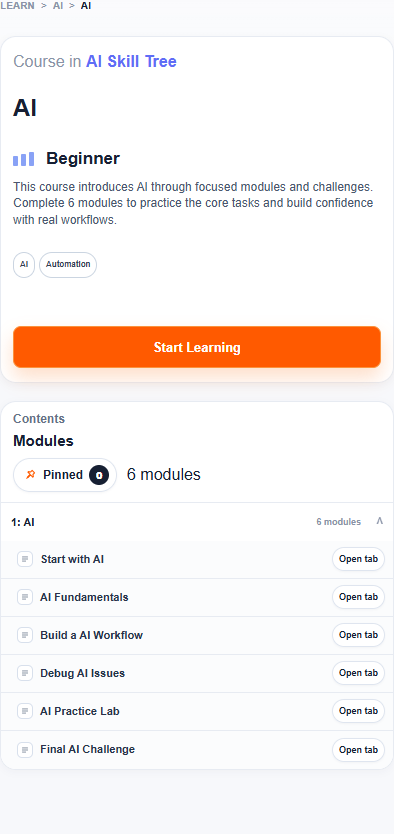 LEARN > AI > AI
Course in AI Skill Tree
AI
Beginner
This course introduces AI through focused modules and challenges.
Complete 6 modules to practice the core tasks and build confidence
with real workflows.
AI Automation
Start Learning
Contents
Modules
Pinned 0 6 modules
1: AI 6 modules
Start with AI Open tab
AI Fundamentals Open tab
Build a AI Workflow Open tab
Debug AI Issues Open tab
AI Practice Lab Open tab
Final AI Challenge Open tab